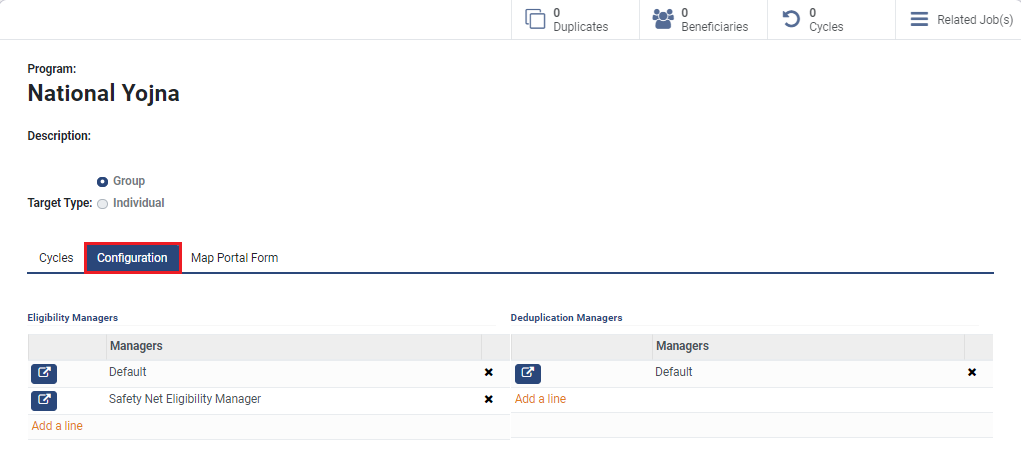 0
Duplicates
0
Beneficiaries
0
Cycles
Related Job(s)
Program:
National Yojna
Description:
Group
Target Type: Individual
Cycles Configuration Map Portal Form
Eligibility Managers
Managers
Default
Safety Net Eligibility Manager
Add a line
Deduplication Managers
Managers
Default
Add a line